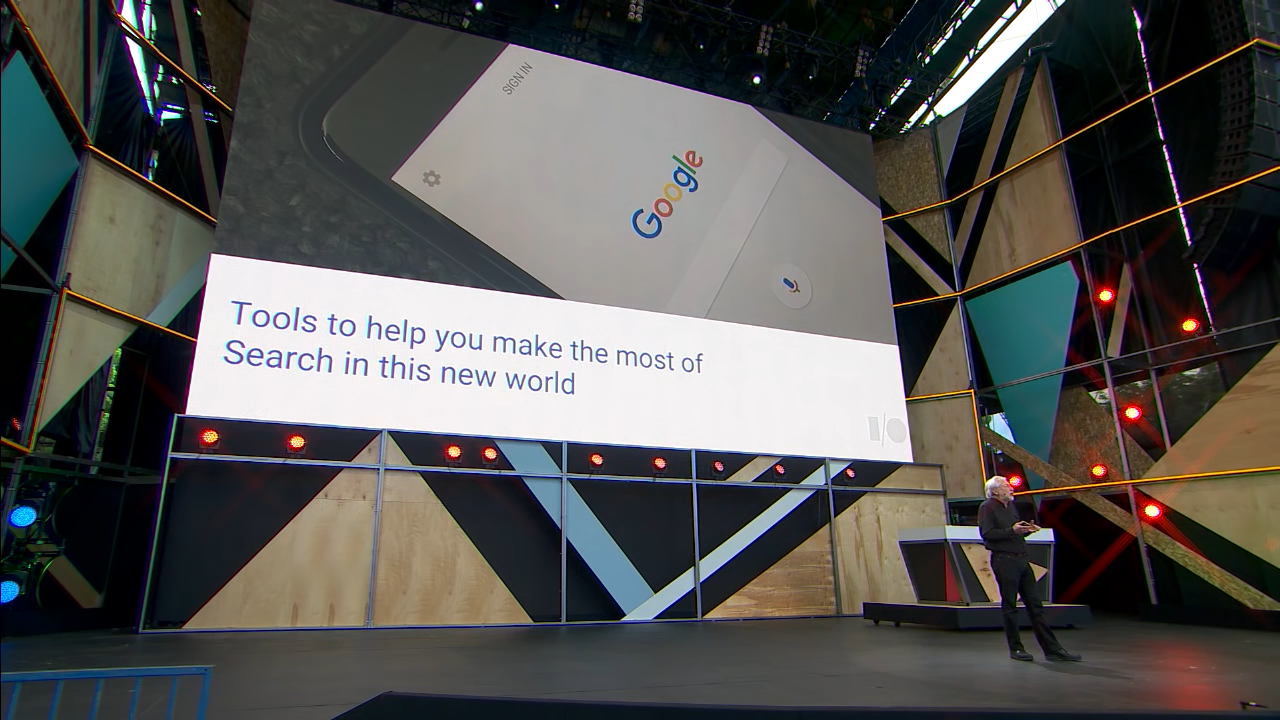 SIGN IN
Google
Tools to help you make the most of
Search in this new world
I/O